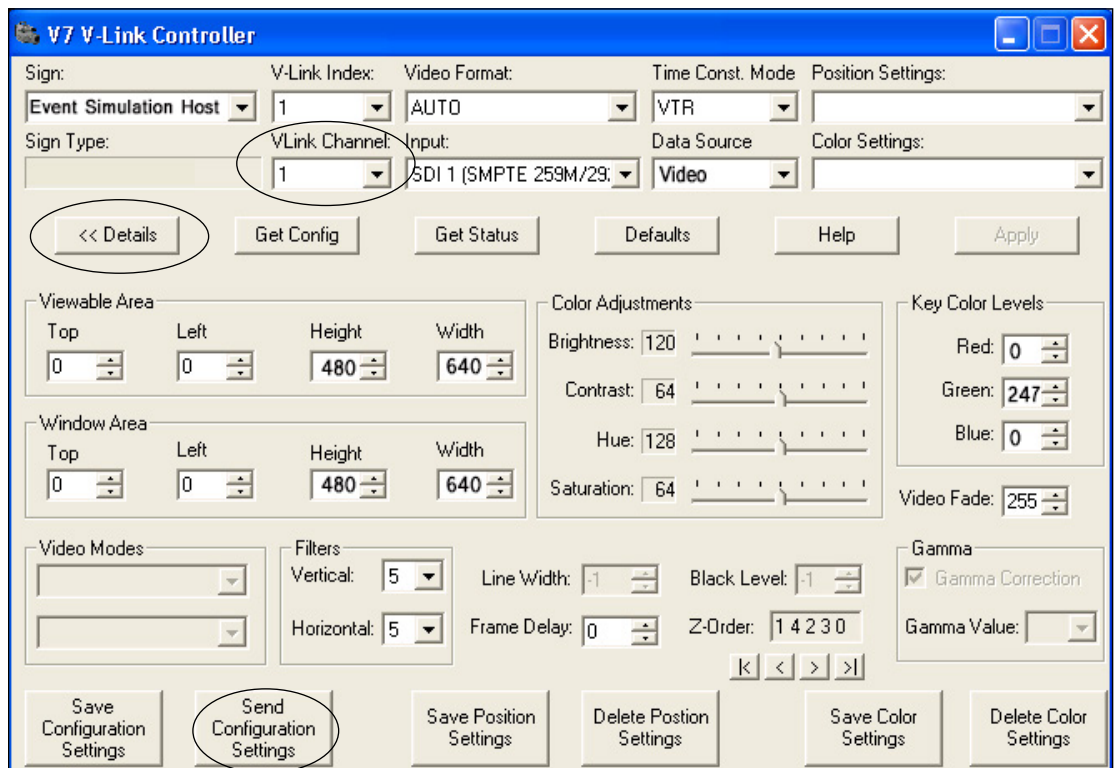 V7 V-Link Controller
Sign: V-Link Index: Video Format: Time Const. Mode Position Settings:
Event Simulation Host 1 AUTO VTR
Sign Type: VLink Channel: Input: Data Source Color Settings:
1 SDI 1 (SMPTE 259M/29 Video
<< Details Get Config Get Status Defaults Help Apply
Viewable Area
Top Left Height Width
0 0 480 640
Window Area
Top Left Height Width
0 0 480 640
Color Adjustments
Brightness: 120
Contrast: 64
Hue: 128
Saturation: 64
Key Color Levels
Red: 0
Green: 247
Blue: 0
Video Fade: 255
Video Modes
Filters
Vertical: 5
Horizontal: 5
Line Width: -1
Black Level: -1
Frame Delay: 0
Z-Order: 1 4 2 3 0
|< < > >|
Gamma
Gamma Correction
Gamma Value:
Save
Configuration
Settings
Send
Configuration
Settings
Save Position
Settings
Delete Postion
Settings
Save Color
Settings
Delete Color
Settings